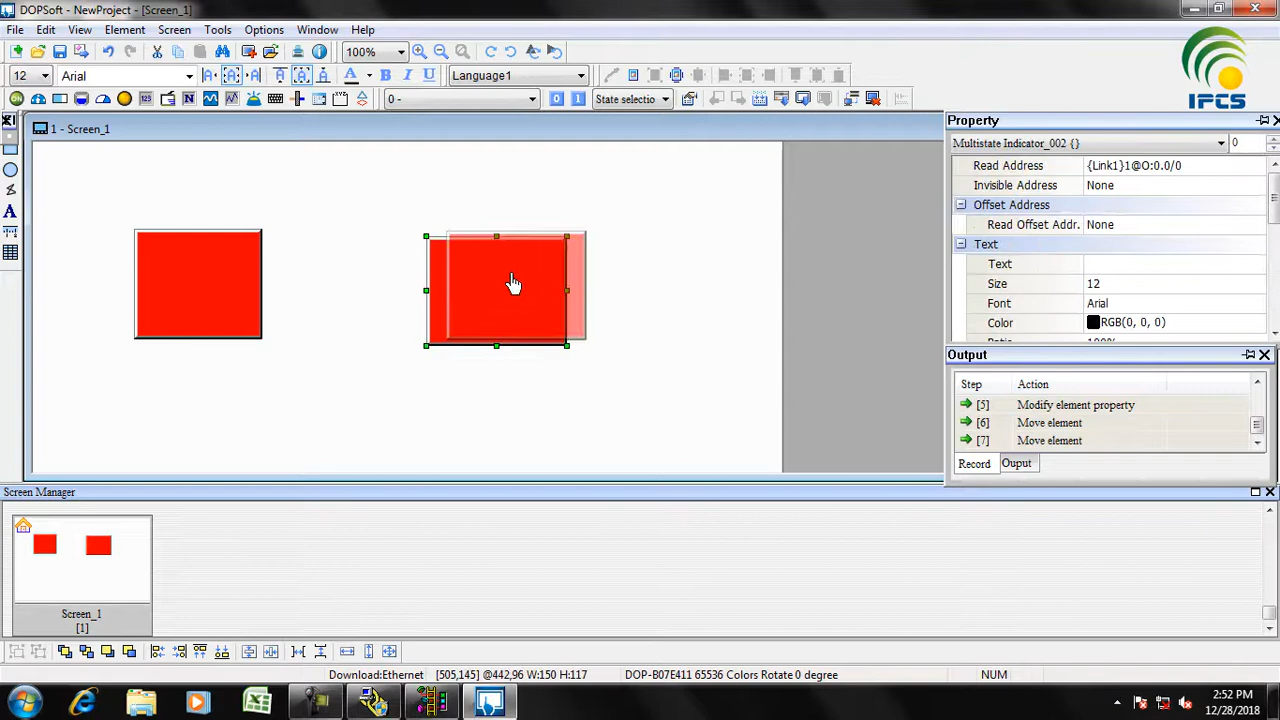 DOPSoft - NewProject - [Screen_1]
File Edit View Element Screen Tools Options Window Help
100%
12 Arial A A A A A A A B I U Language1
0 - 0 1 State selectio
IPCS
1 - Screen_1
Property
Multistate Indicator_002 {} 0
Read Address {Link1}1@O:0.0/0
Invisible Address None
Offset Address
Read Offset Addr. None
Text
Text
Size 12
Font Arial
Color RGB(0, 0, 0)
Output
Step Action
[5] Modify element property
[6] Move element
[7] Move element
Record Ouput
Screen Manager
Screen_1
[1]
Download:Ethernet [505,145] @442,96 W:150 H:117 DOP-B07E411 65536 Colors Rotate 0 degree NUM
2:52 PM
12/28/2018